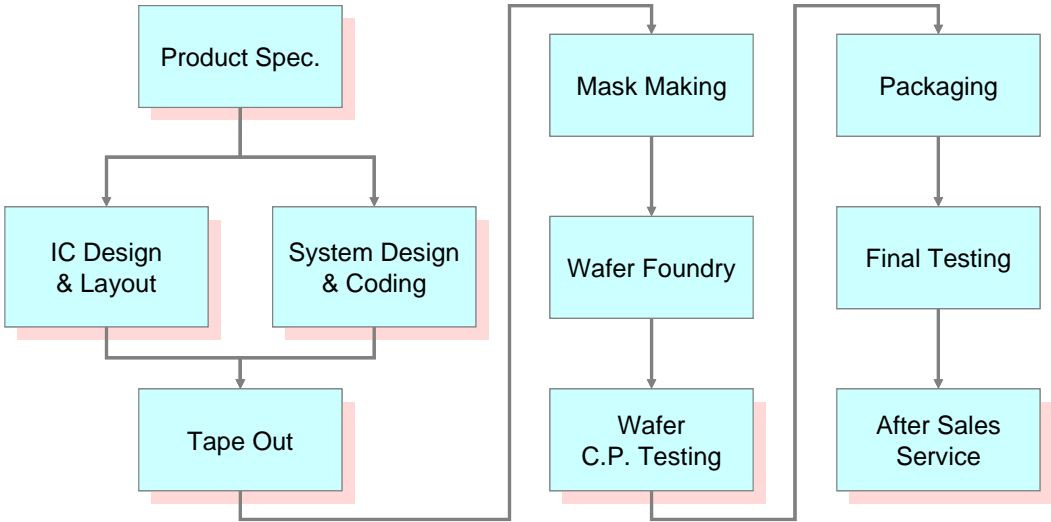 Product Spec.
IC Design
& Layout
System Design
& Coding
Tape Out
Mask Making
Wafer Foundry
Wafer
C.P. Testing
Packaging
Final Testing
After Sales
Service